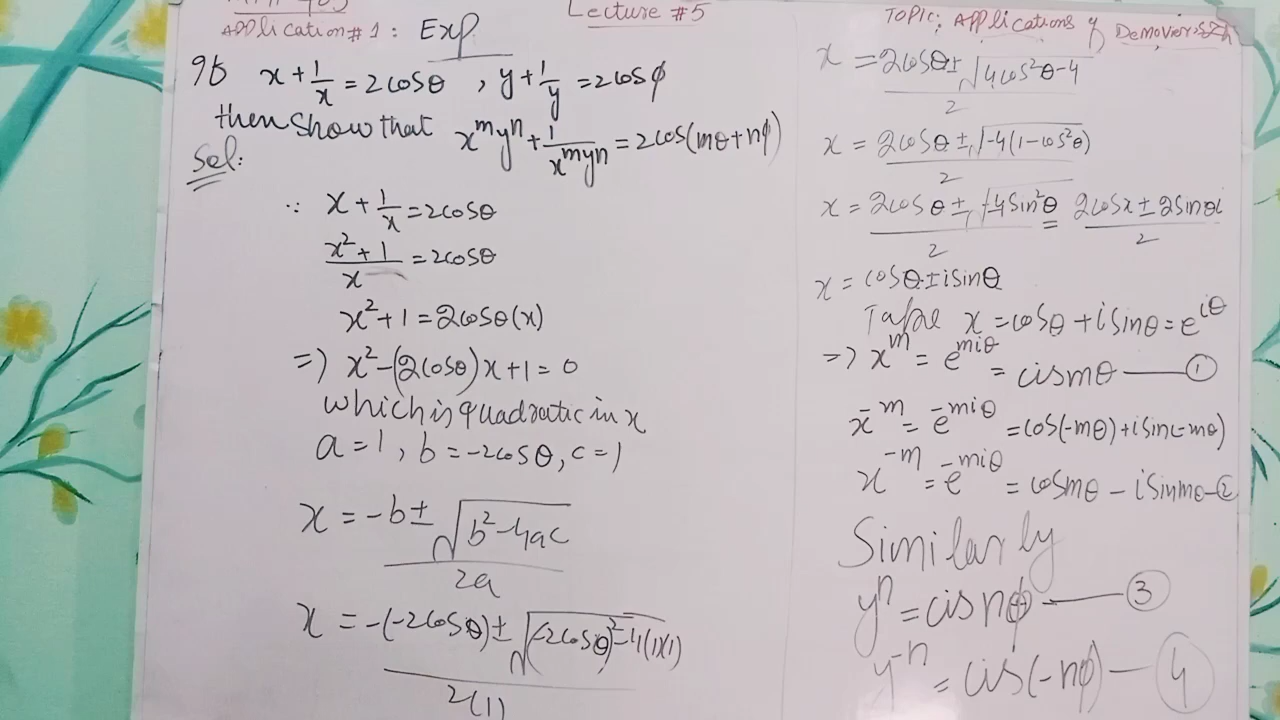 Lecture #5
Application #1: Exp
TOPIC: Applications of Demovier's Th
If x + 1/x = 2cosθ , y + 1/y = 2cosϕ
then show that x^m y^n + 1/(x^m y^n) = 2cos(mθ+nϕ)
Sol:
∵ x + 1/x = 2cosθ
(x²+1)/x = 2cosθ
x²+1 = 2cosθ(x)
=> x² - (2cosθ)x + 1 = 0
which is quadratic in x
a = 1, b = -2cosθ, c = 1
x = (-b ± √(b²-4ac))/2a
x = (-(-2cosθ) ± √((-2cosθ)² - 4(1)(1)))/2(1)
x = (2cosθ ± √(4cos²θ-4))/2
x = (2cosθ ± √(-4(1-cos²θ)))/2
x = (2cosθ ± √(-4sin²θ))/2 = (2cosx ± 2sinθi)/2
x = cosθ ± isinθ
Take x = cosθ + isinθ = e^(iθ)
=> x^m = e^(miθ) = cismθ —— ①
x^(-m) = e^(-miθ) = cos(-mθ) + isin(-mθ)
x^(-m) = e^(-miθ) = cosmθ - isinmθ - ②
Similarly
y^n = cisnϕ —— ③
y^(-n) = cis(-nϕ) — ④